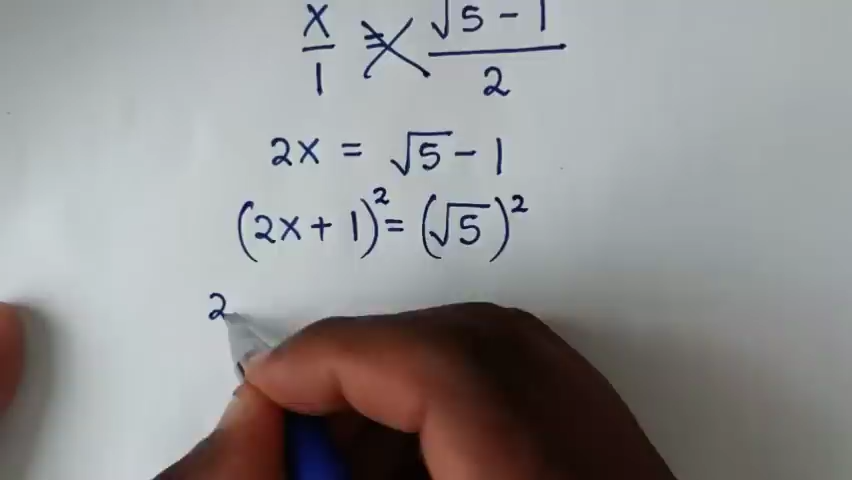 x/1 = (√5 - 1)/2
2x = √5 - 1
(2x + 1)² = (√5)²
2